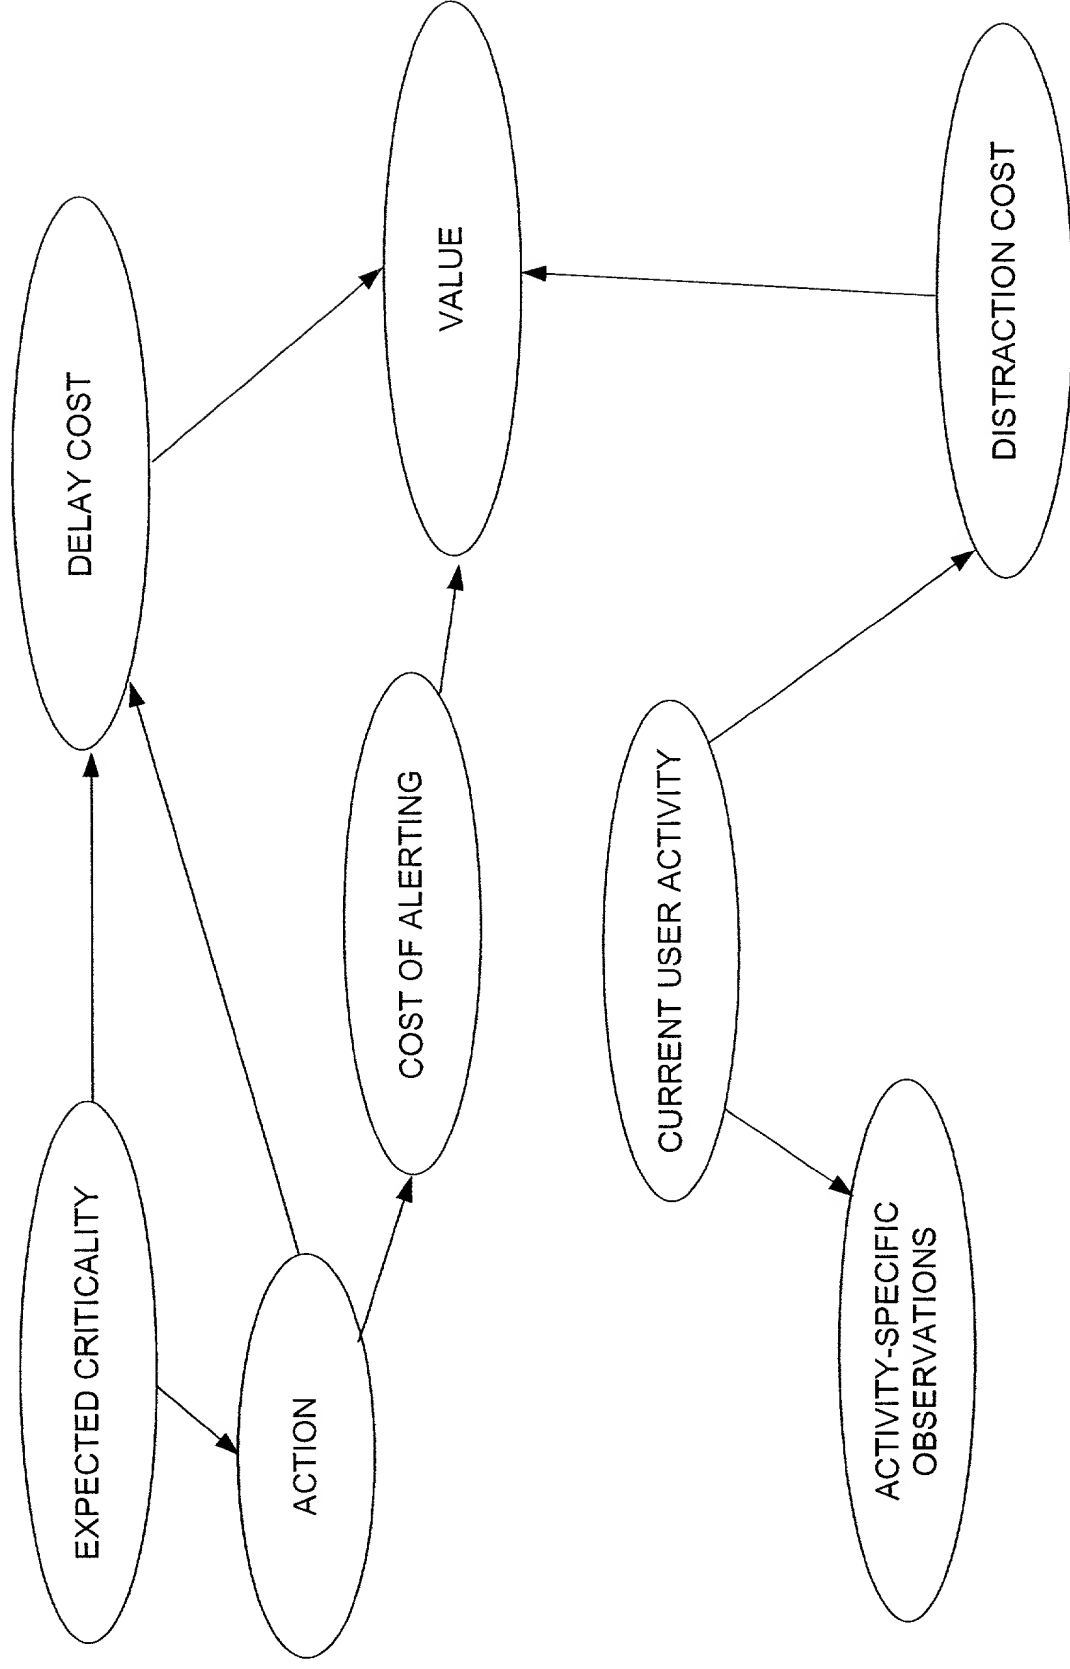 EXPECTED CRITICALITY
DELAY COST
ACTION
COST OF ALERTING
VALUE
CURRENT USER ACTIVITY
ACTIVITY-SPECIFIC
OBSERVATIONS
DISTRACTION COST